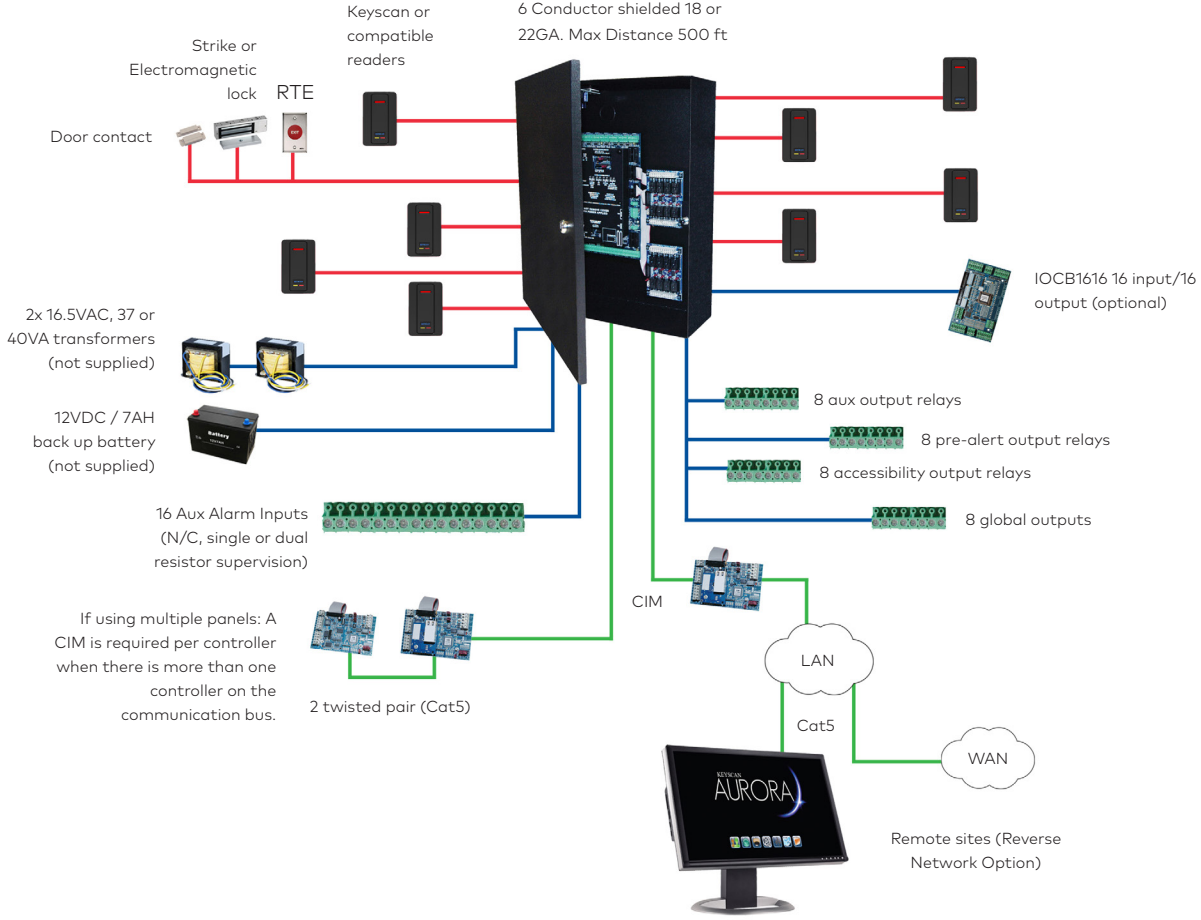 Keyscan or
compatible
readers
6 Conductor shielded 18 or
22GA. Max Distance 500 ft
Strike or
Electromagnetic
lock
RTE
Door contact
EXIT
IOCB1616 16 input/16
output (optional)
2x 16.5VAC, 37 or
40VA transformers
(not supplied)
12VDC / 7AH
back up battery
(not supplied)
Battery
8 aux output relays
8 pre-alert output relays
8 accessibility output relays
8 global outputs
16 Aux Alarm Inputs
(N/C, single or dual
resistor supervision)
CIM
If using multiple panels: A
CIM is required per controller
when there is more than one
controller on the
communication bus.
2 twisted pair (Cat5)
LAN
Cat5
WAN
KEYSCAN
AURORA
Remote sites (Reverse
Network Option)